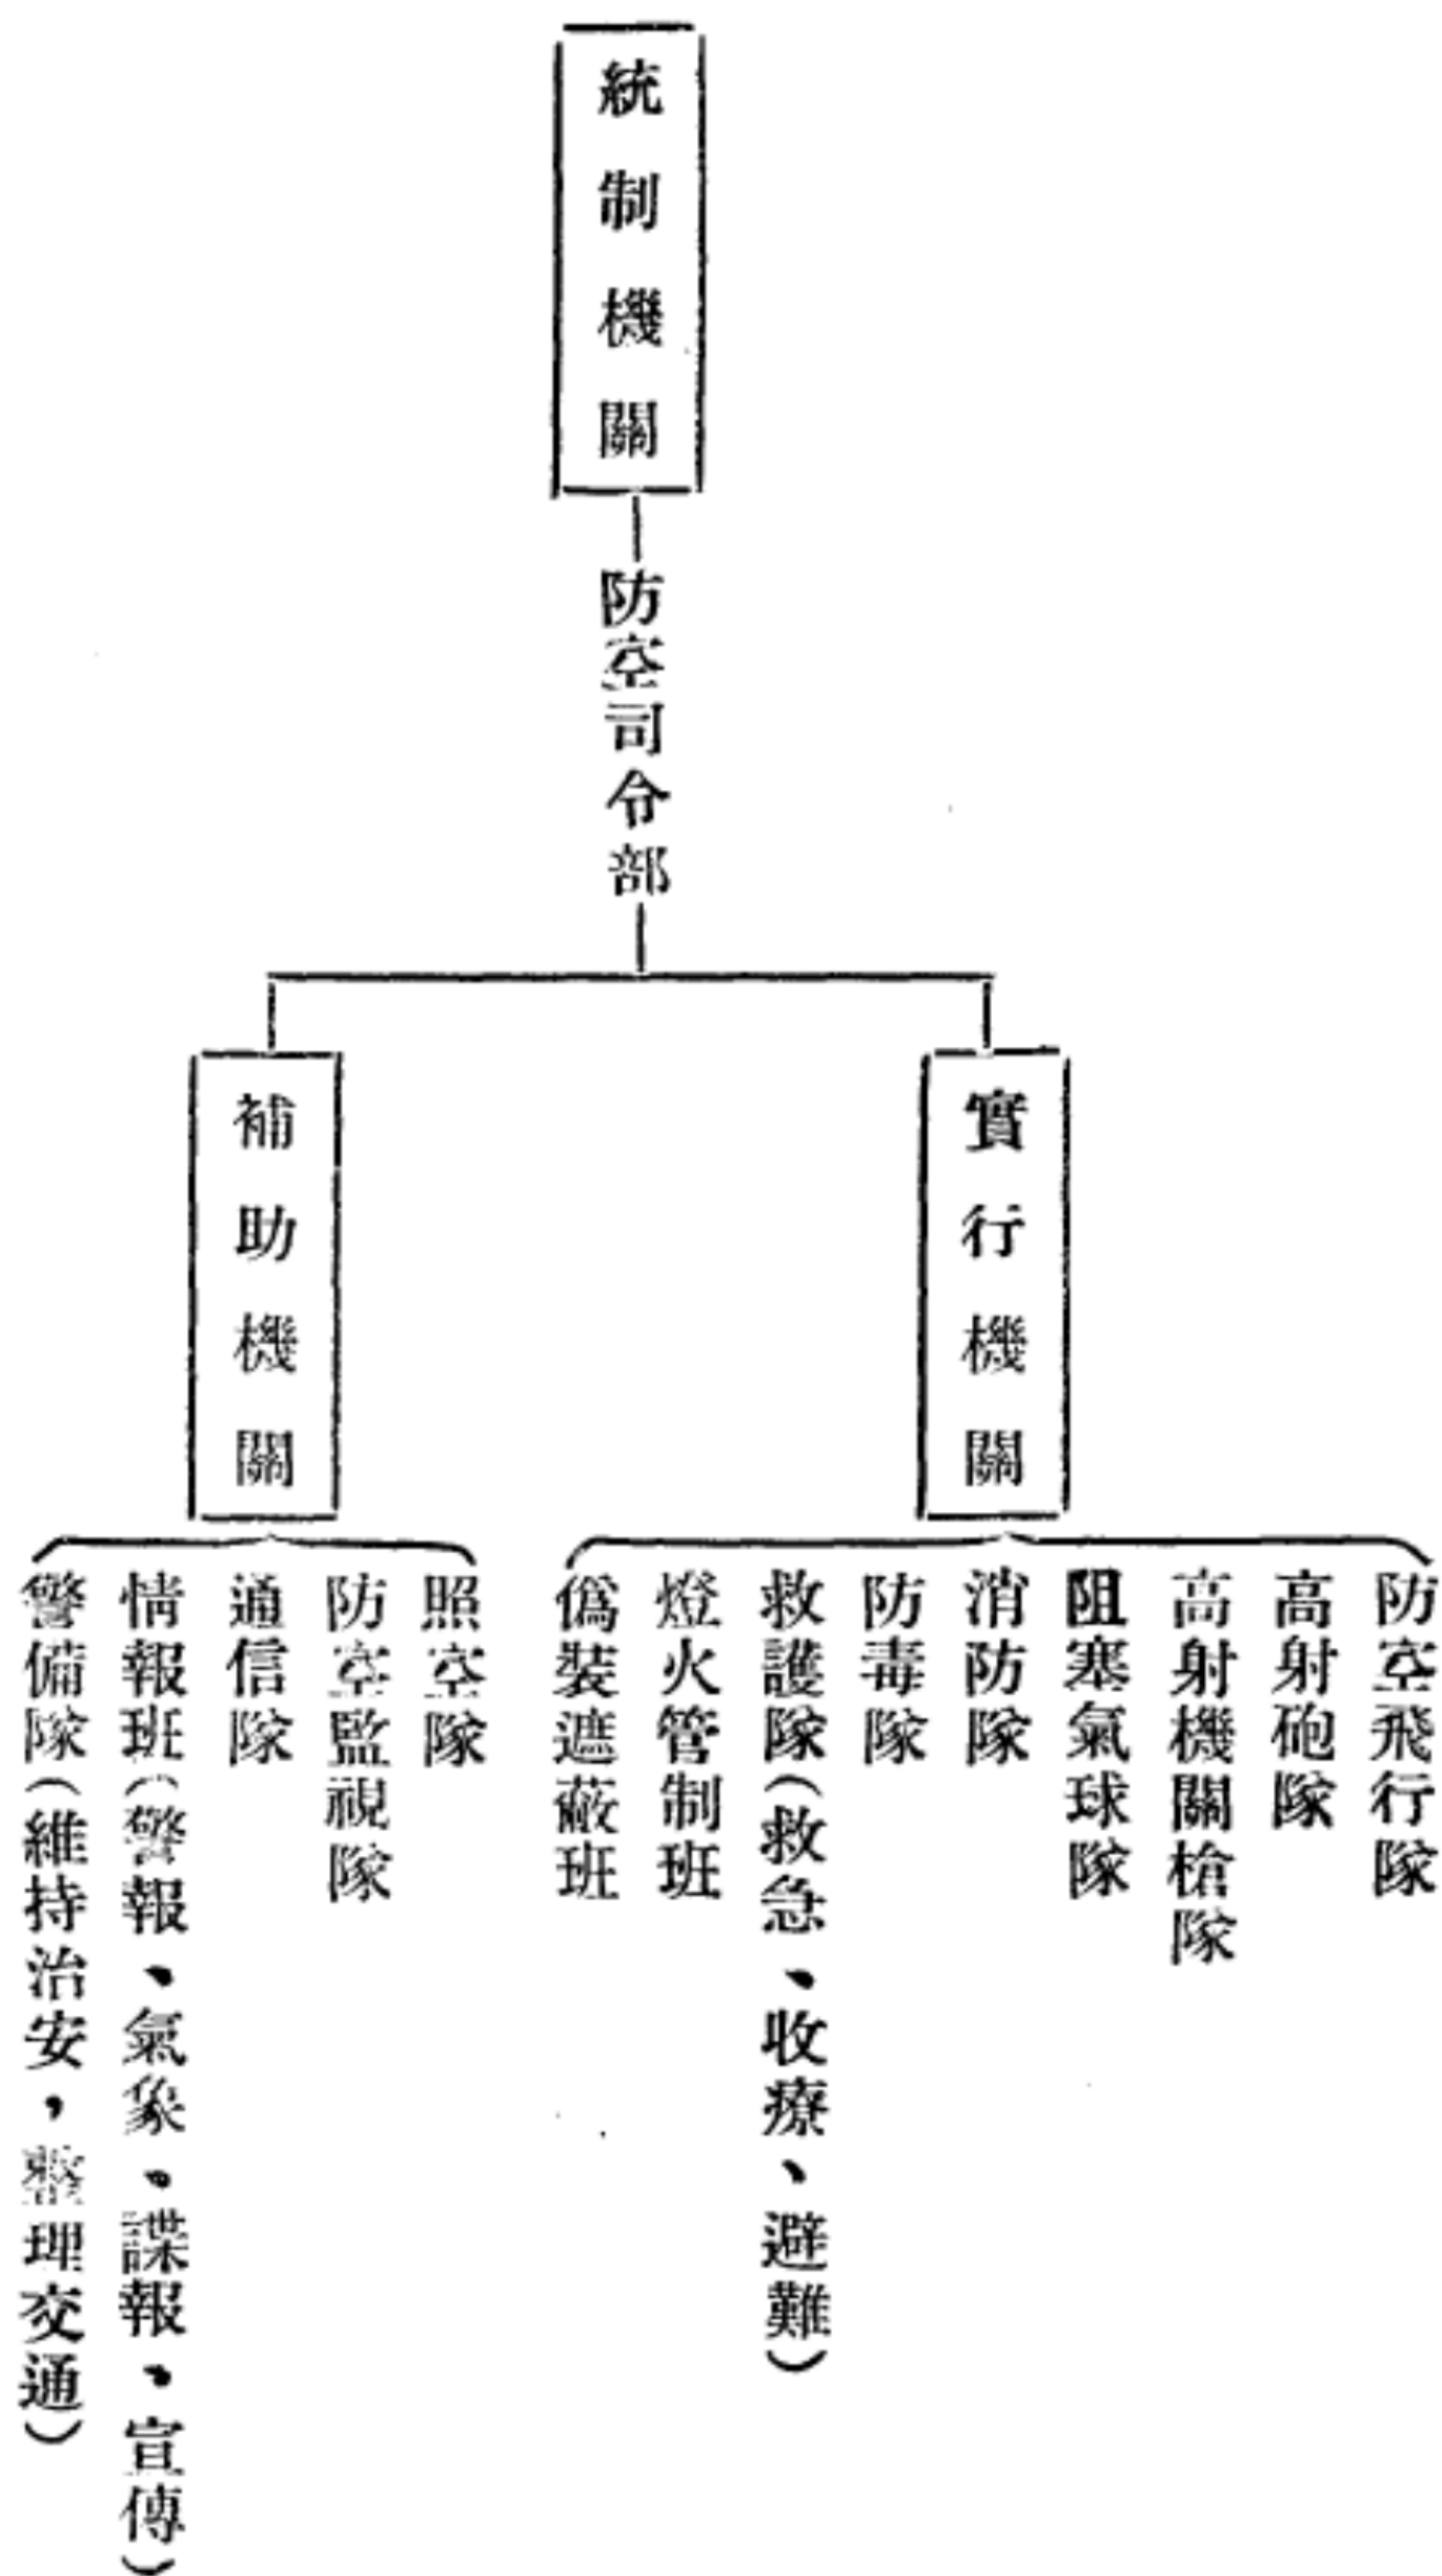 統制機關
防空司令部
實行機關
防空飛行隊
高射砲隊
高射機關槍隊
阻塞氣球隊
消防隊
防毒隊
救護隊(救急、收療、避難)
燈火管制班
僞裝遮蔽班
補助機關
照空隊
防空監視隊
通信隊
情報班(警報、氣象、諜報、宣傳)
警備隊(維持治安,整理交通)